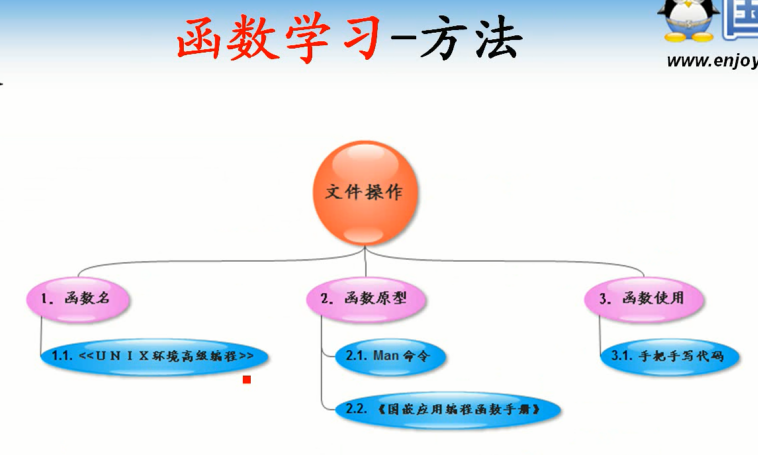 函数学习-方法
国
www.enjoy
文件操作
1. 函数名
2. 函数原型
3. 函数使用
1.1. <<UNIX环境高级编程>>
2.1. Man 命令
3.1. 手把手写代码
2.2. 《国嵌应用编程函数手册》